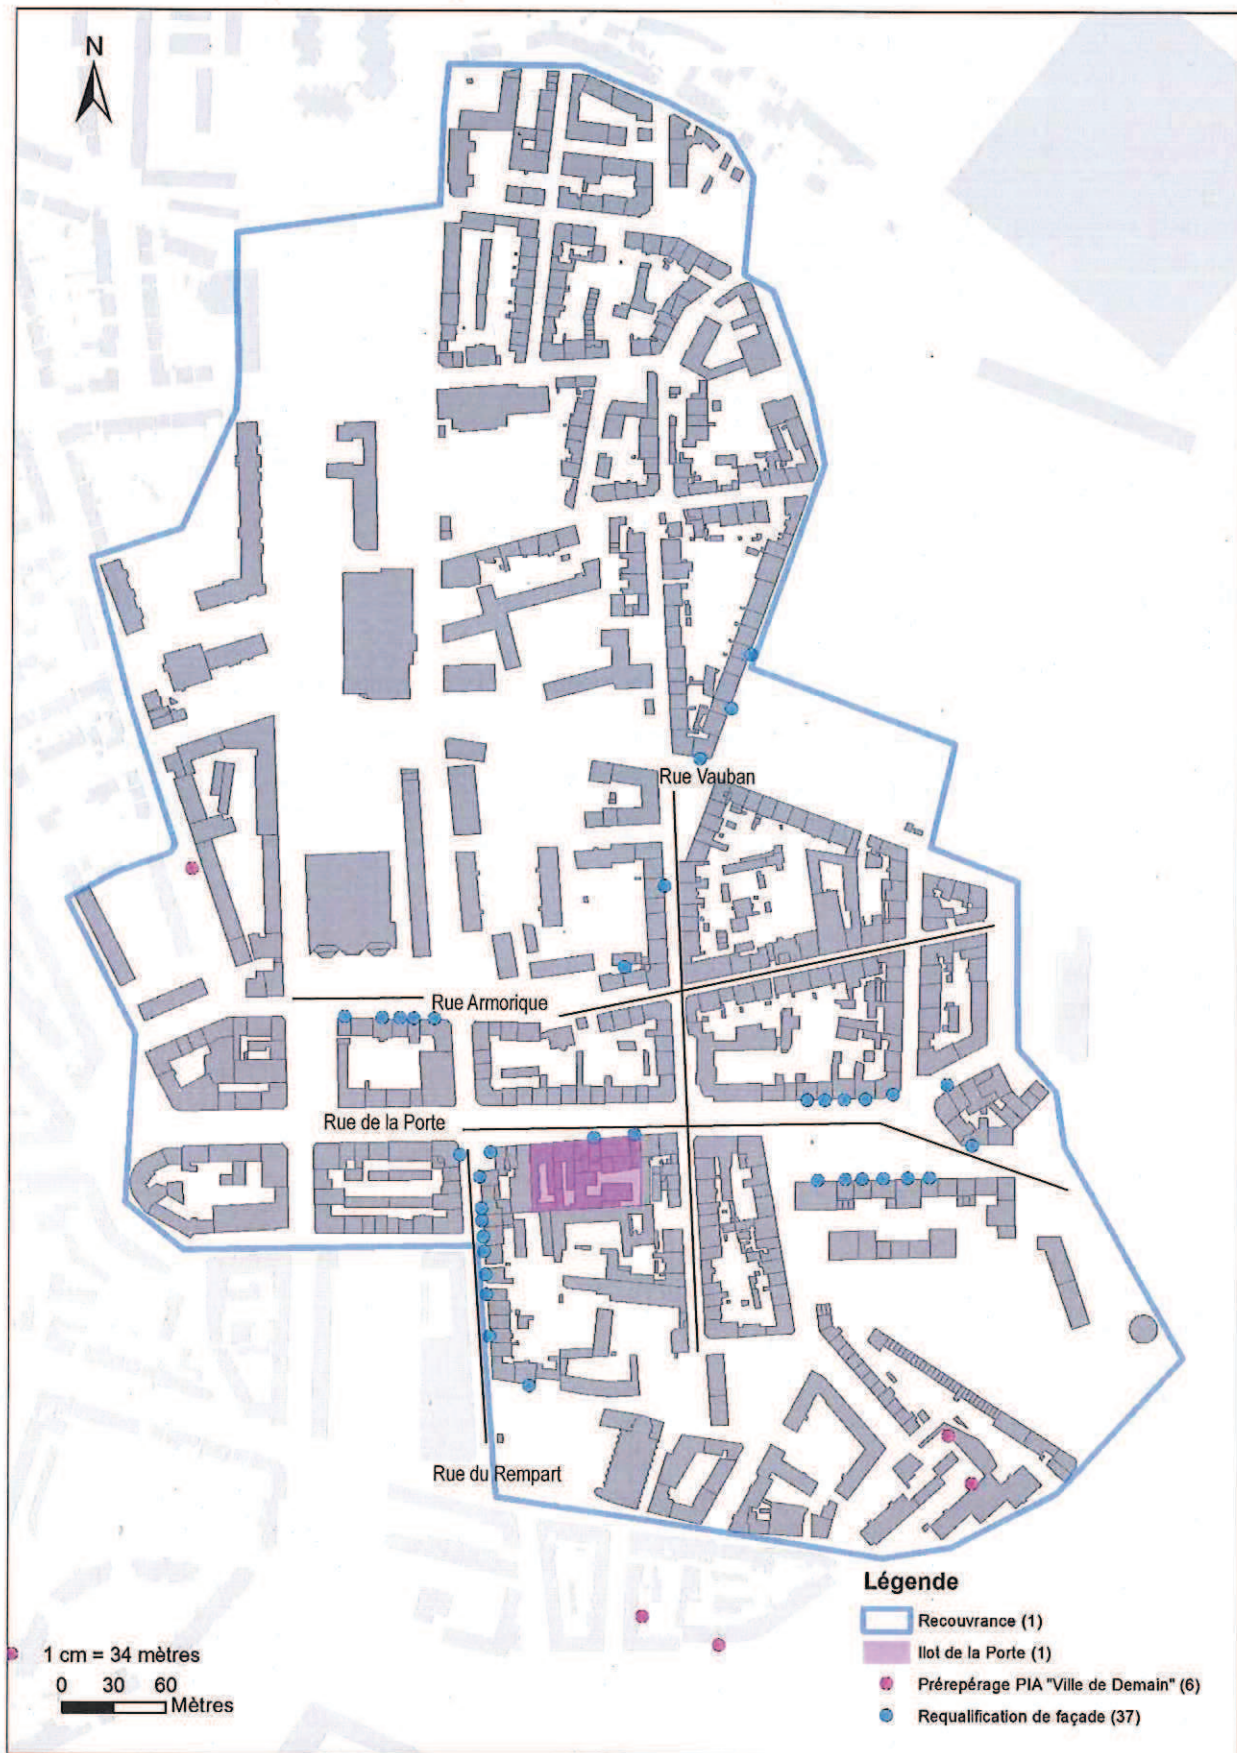 N
Rue Vauban
Rue Armorique
Rue de la Porte
Rue du Rempart
Légende
Recouvrance (1)
Ilot de la Porte (1)
Prérepérage PIA "Ville de Demain" (6)
Requalification de façade (37)
1 cm = 34 mètres
0 30 60
Mètres